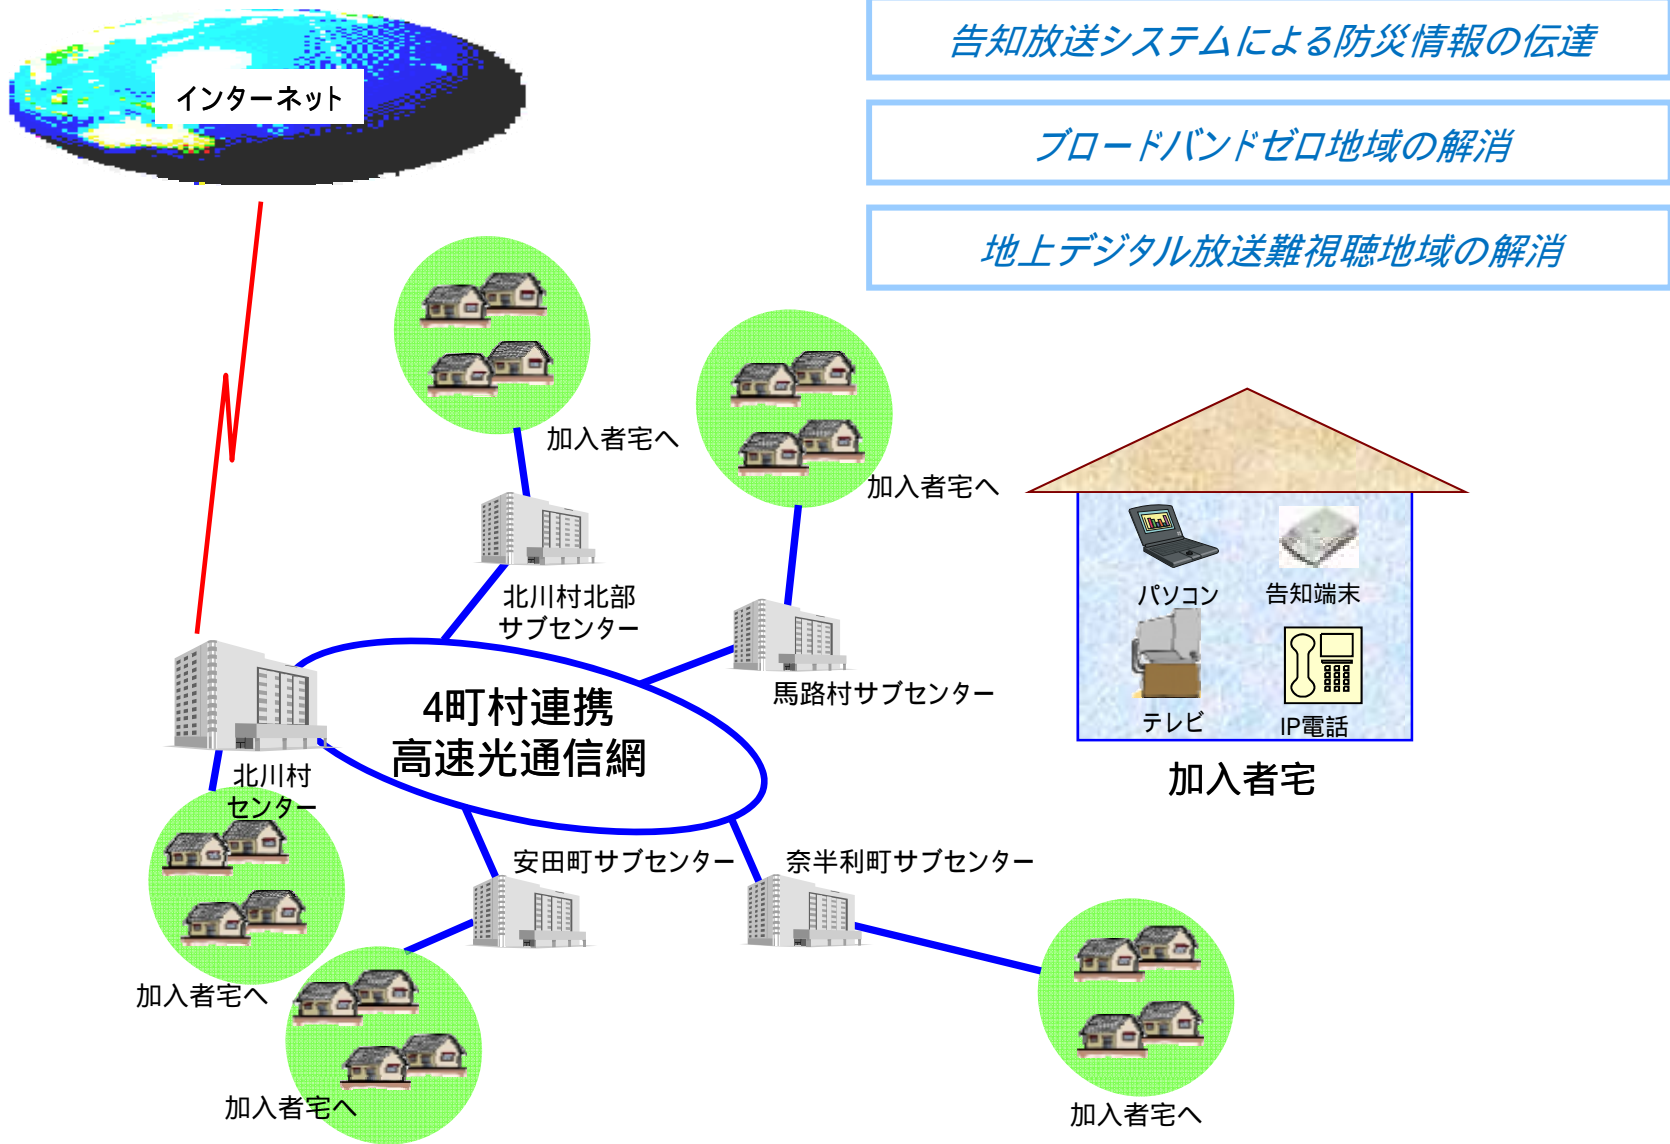 告知放送システムによる防災情報の伝達
インターネット
ブロードバンドゼロ地域の解消
地上デジタル放送難視聴地域の解消
加入者宅へ
加入者宅へ
北川村北部
サブセンター
パソコン
告知端末
馬路村サブセンター
テレビ
IP電話
4町村連携
高速光通信網
加入者宅
北川村
センター
安田町サブセンター
奈半利町サブセンター
加入者宅へ
加入者宅へ
加入者宅へ